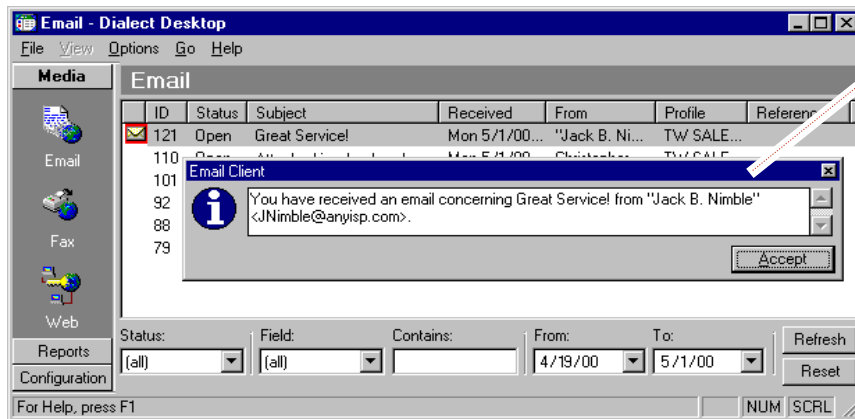 Email - Dialect Desktop
File View Options Go Help
Media
Email
ID Status Subject Received From Profile
121 Open Great Service! Mon 5/1/00... "Jack B. Ni... TW SALE...
110
101
92
88
79
Email
Fax
Web
Reports
Configuration
Email Client
You have received an email concerning Great Service! from "Jack B. Nimble"
<JNimble@anyisp.com>.
Accept
Status: Field: Contains: From: To:
(all) (all) 4/19/00 5/1/00
Refresh
Reset
For Help, press F1
NUM SCRL